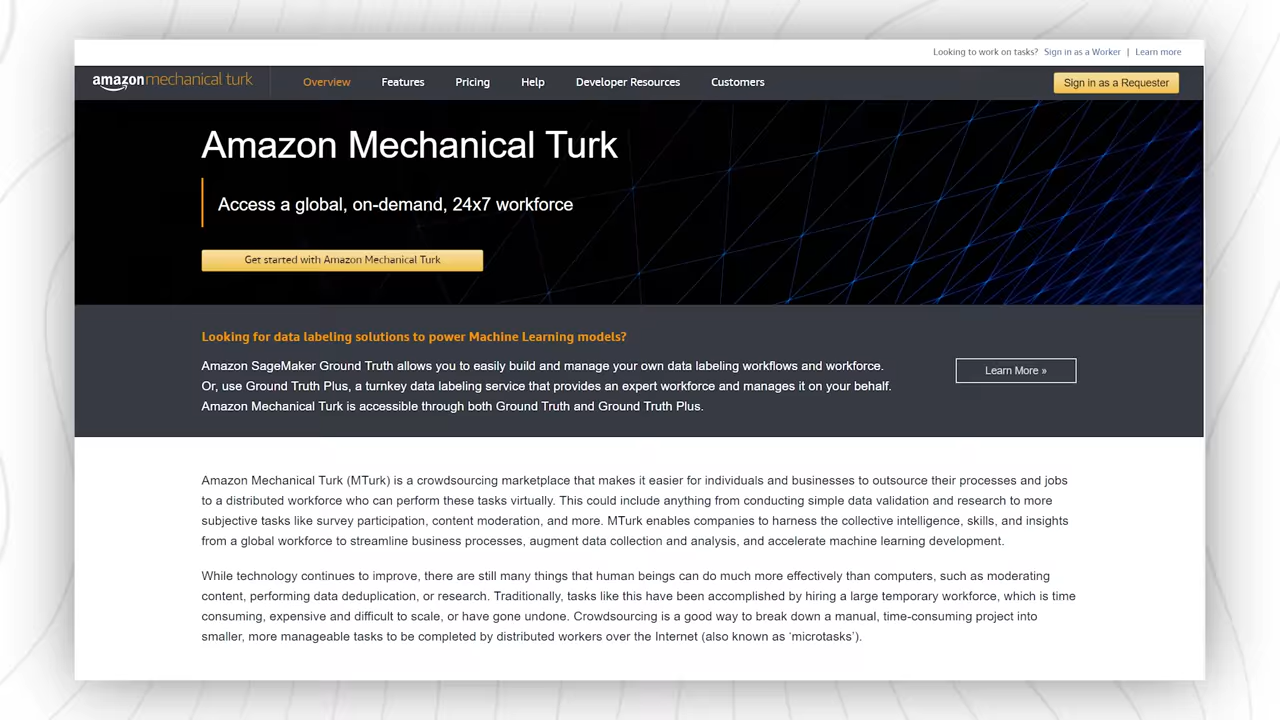 Looking to work on tasks? Sign in as a Worker | Learn more
amazon mechanical turk Overview Features Pricing Help Developer Resources Customers Sign in as a Requester
Amazon Mechanical Turk
Access a global, on-demand, 24x7 workforce
Get started with Amazon Mechanical Turk
Looking for data labeling solutions to power Machine Learning models?
Amazon SageMaker Ground Truth allows you to easily build and manage your own data labeling workflows and workforce.
Or, use Ground Truth Plus, a turnkey data labeling service that provides an expert workforce and manages it on your behalf.
Amazon Mechanical Turk is accessible through both Ground Truth and Ground Truth Plus.
Learn More »
Amazon Mechanical Turk (MTurk) is a crowdsourcing marketplace that makes it easier for individuals and businesses to outsource their processes and jobs
to a distributed workforce who can perform these tasks virtually. This could include anything from conducting simple data validation and research to more
subjective tasks like survey participation, content moderation, and more. MTurk enables companies to harness the collective intelligence, skills, and insights
from a global workforce to streamline business processes, augment data collection and analysis, and accelerate machine learning development.
While technology continues to improve, there are still many things that human beings can do much more effectively than computers, such as moderating
content, performing data deduplication, or research. Traditionally, tasks like this have been accomplished by hiring a large temporary workforce, which is time
consuming, expensive and difficult to scale, or have gone undone. Crowdsourcing is a good way to break down a manual, time-consuming project into
smaller, more manageable tasks to be completed by distributed workers over the Internet (also known as ‘microtasks’).